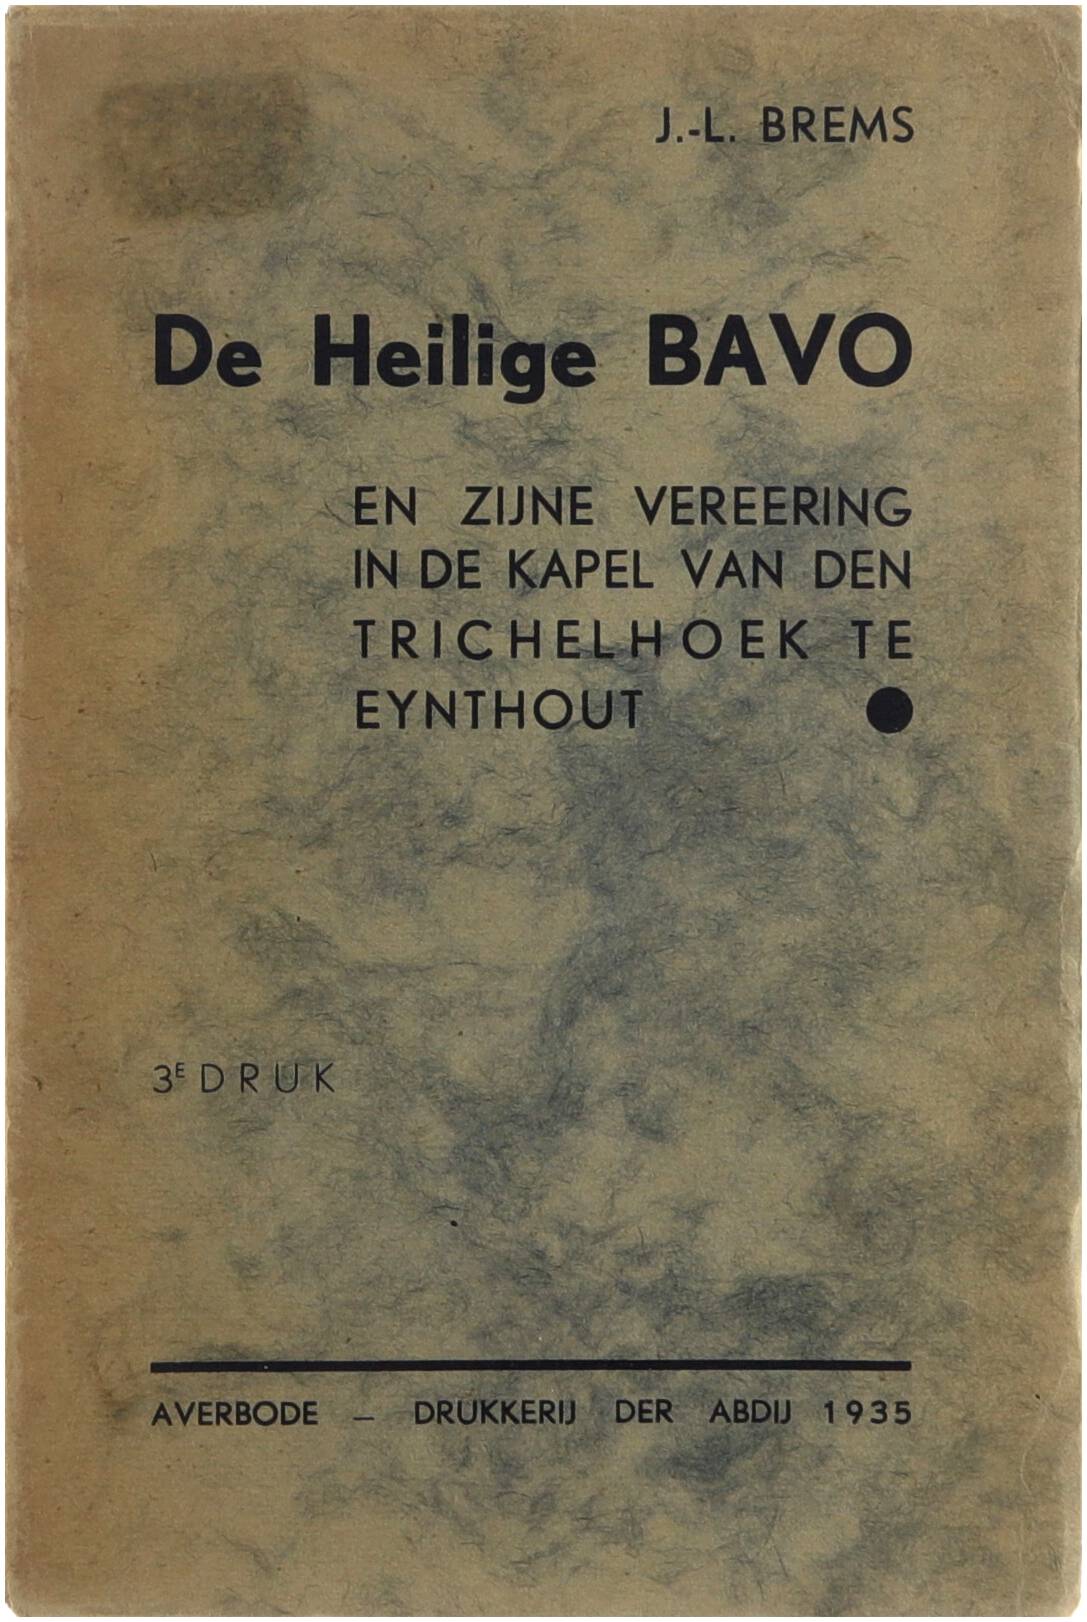 J.-L. BREMS
De Heilige BAVO
EN ZIJNE VEREERING
IN DE KAPEL VAN DEN
TRICHELHOEK TE
EYNTHOUT
3E DRUK
AVERBODE — DRUKKERIJ DER ABDIJ 1935